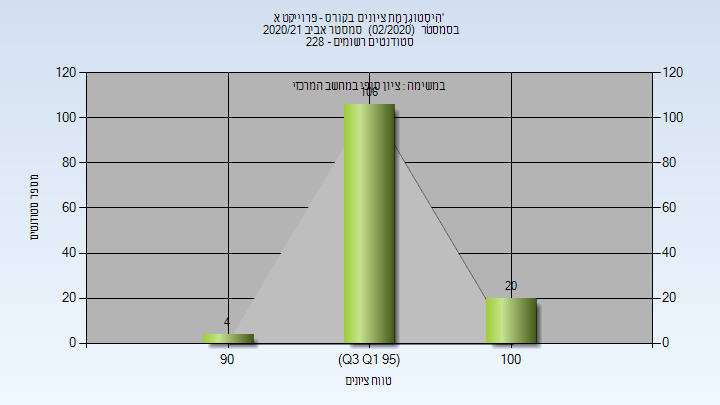 היסטוגרמת ציונים בקורס - פרוייקט א'
בסמסטר (02/2020) סמסטר אביב 2020/21
סטודנטים רשומים - 228
במשימה : ציון סופי במחשב המרכזי
120 120
100 100
80 80
60 60
40 40
20 20
0 0
מספר סטודנטים
4
106
20
90 (Q3 Q1 95) 100
טווח ציונים